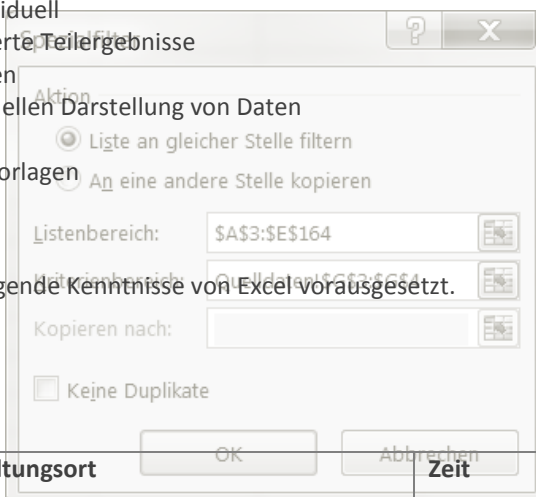 iduell
Spezialfilter
erte Teilergebnisse
en
Aktion
ellen Darstellung von Daten
Liste an gleicher Stelle filtern
orlagen
An eine andere Stelle kopieren
Listenbereich: $A$3:$E$164
gende Kenntnisse von Excel vorausgesetzt.
Kriterienbereich: Quelldaten!$G$3:$G$4
Kopieren nach:
Keine Duplikate
OK Abbrechen
ltungsort Zeit